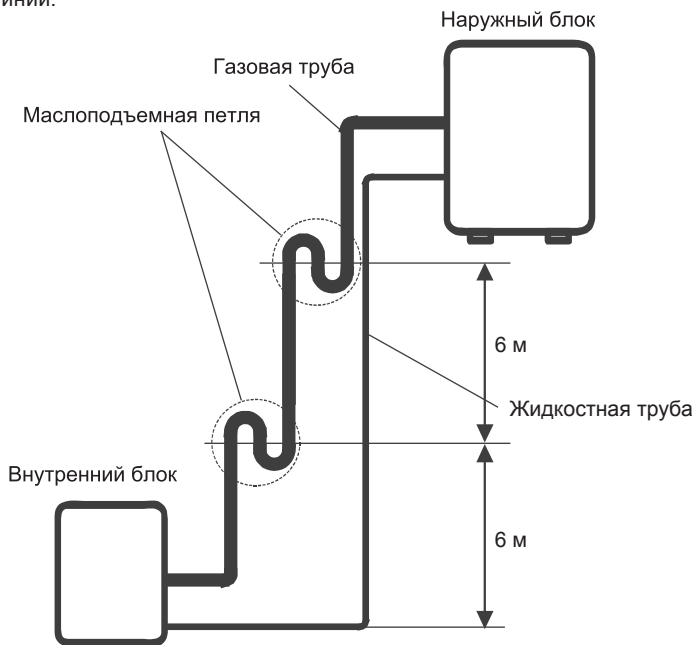 Наружный блок
Газовая труба
Маслоподъемная петля
6 м
Жидкостная труба
Внутренний блок
6 м